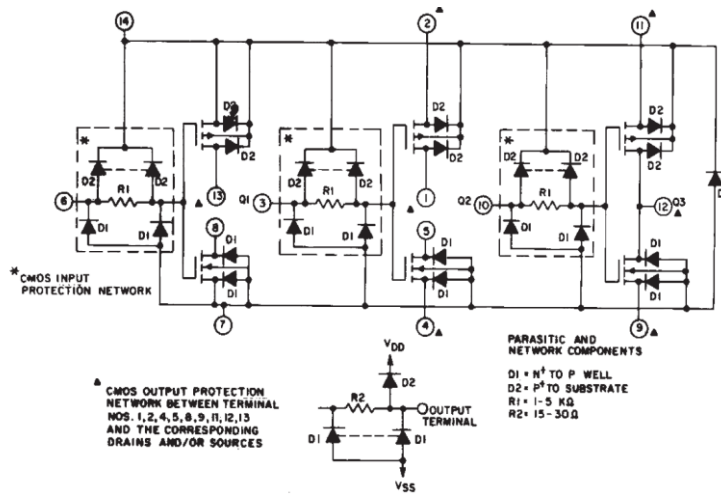 14
2
11
D2
D2
D2
*
D2
D2
*
D2
D2
*
D2
D2
D2
D2
R1
D2
D2
R1
D2
D2
R1
D2
D
6
13
Q1
3
1
Q2
10
12
Q3
D1
D1
D1
8
5
D1
D1
D1
D1
D1
D1
* CMOS INPUT
PROTECTION NETWORK
7
4
9
▲ CMOS OUTPUT PROTECTION
NETWORK BETWEEN TERMINAL
NOS. 1,2,4,5,8,9,11,12,13
AND THE CORRESPONDING
DRAINS AND/OR SOURCES
VDD
D2
R2
OUTPUT
TERMINAL
D1
D1
VSS
PARASITIC AND
NETWORK COMPONENTS
D1 = N+ TO P WELL
D2 = P+ TO SUBSTRATE
R1 = 1-5 KΩ
R2 = 15-30Ω